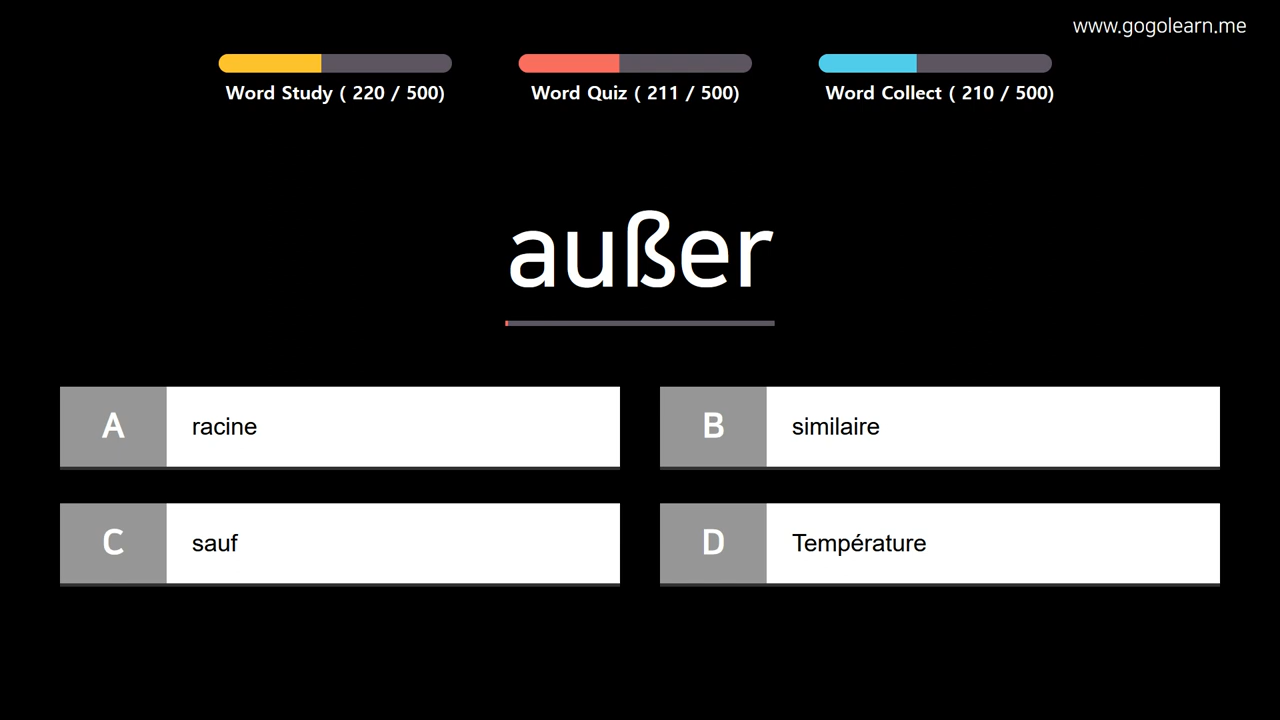 www.gogolearn.me
Word Study ( 220 / 500)
Word Quiz ( 211 / 500)
Word Collect ( 210 / 500)
außer
A racine
B similaire
C sauf
D Température